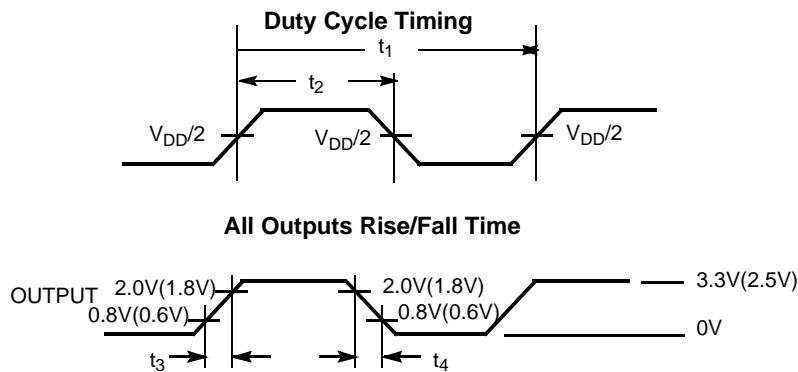 Duty Cycle Timing
t1
t2
VDD/2 VDD/2 VDD/2
All Outputs Rise/Fall Time
OUTPUT 2.0V(1.8V) 2.0V(1.8V) 3.3V(2.5V)
0.8V(0.6V) 0.8V(0.6V) 0V
t3 t4